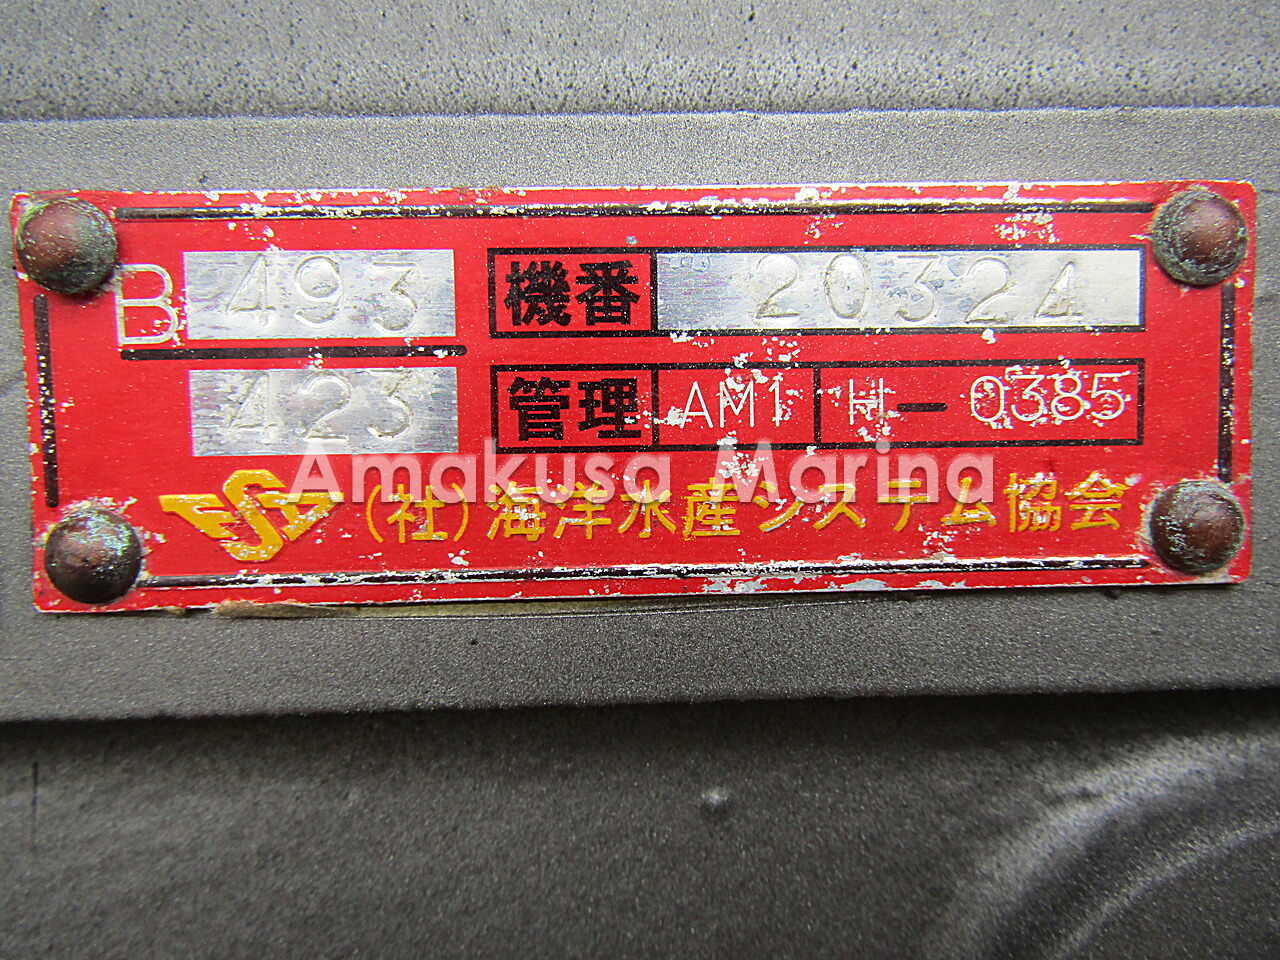 B 493 機番 20324
423 管理 AM1 H-0385
Amakusa Marina
(社)海洋水産システム協会